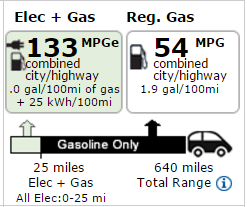 Elec + Gas
Reg. Gas
133 MPGe
combined
city/highway
.0 gal/100mi of gas
+ 25 kWh/100mi
54 MPG
combined
city/highway
1.9 gal/100mi
Gasoline Only
25 miles
Elec + Gas
All Elec:0-25 mi
640 miles
Total Range i